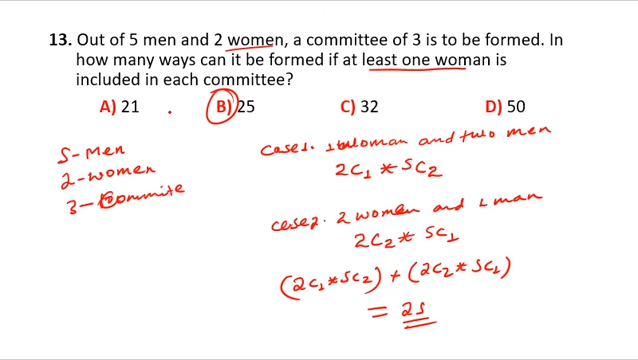 13. Out of 5 men and 2 women, a committee of 3 is to be formed. In
how many ways can it be formed if at least one woman is
included in each committee?
A) 21 . B) 25 C) 32 D) 50
5-Men
2-women
3-Commite
case1. 1 woman and two men
2C₁ * 5C₂
case2. 2 women and 1 man
2C₂ * 5C₁
(2C₁*5C₂) + (2C₂*5C₁)
= 25